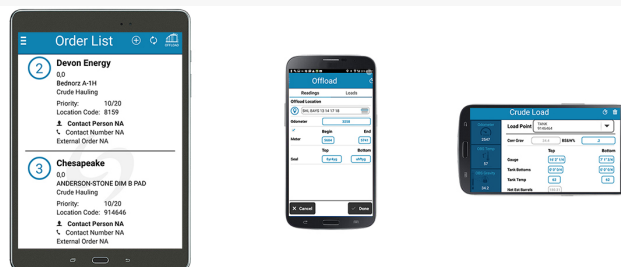 Order List
OFFLOAD
2
Devon Energy
0,0
Bednorz A-1H
Crude Hauling
Priority: 10/20
Location Code: 8159
Contact Person NA
Contact Number NA
External Order NA
3
Chesapeake
0,0
ANDERSON-STONE DIM B PAD
Crude Hauling
Priority: 10/20
Location Code: 914646
Contact Person NA
Contact Number NA
External Order NA
Offload
Readings Loads
Offload Location
Odometer
Begin End
Meter
Top Bottom
Seal
Cancel Done
Crude Load
Load Point
Corr Grav BS&W%
Top Bottom
Gauge
Tank Bottoms
Tank Temp
Net Est Barrels